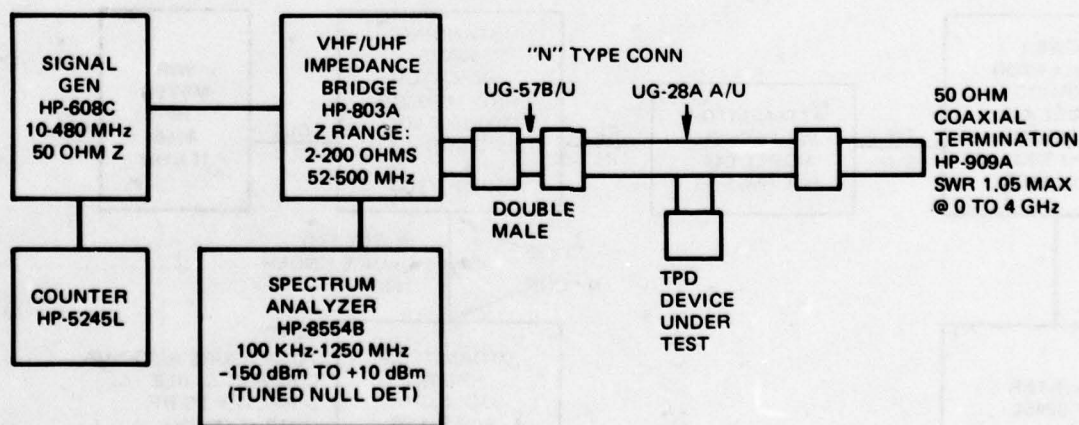 SIGNAL
GEN
HP-608C
10-480 MHz
50 OHM Z
VHF/UHF
IMPEDANCE
BRIDGE
HP-803A
Z RANGE:
2-200 OHMS
52-500 MHz
"N" TYPE CONN
UG-57B/U
UG-28A A/U
DOUBLE
MALE
50 OHM
COAXIAL
TERMINATION
HP-909A
SWR 1.05 MAX
@ 0 TO 4 GHz
COUNTER
HP-5245L
SPECTRUM
ANALYZER
HP-8554B
100 KHz-1250 MHz
-150 dBm TO +10 dBm
(TUNED NULL DET)
TPD
DEVICE
UNDER
TEST